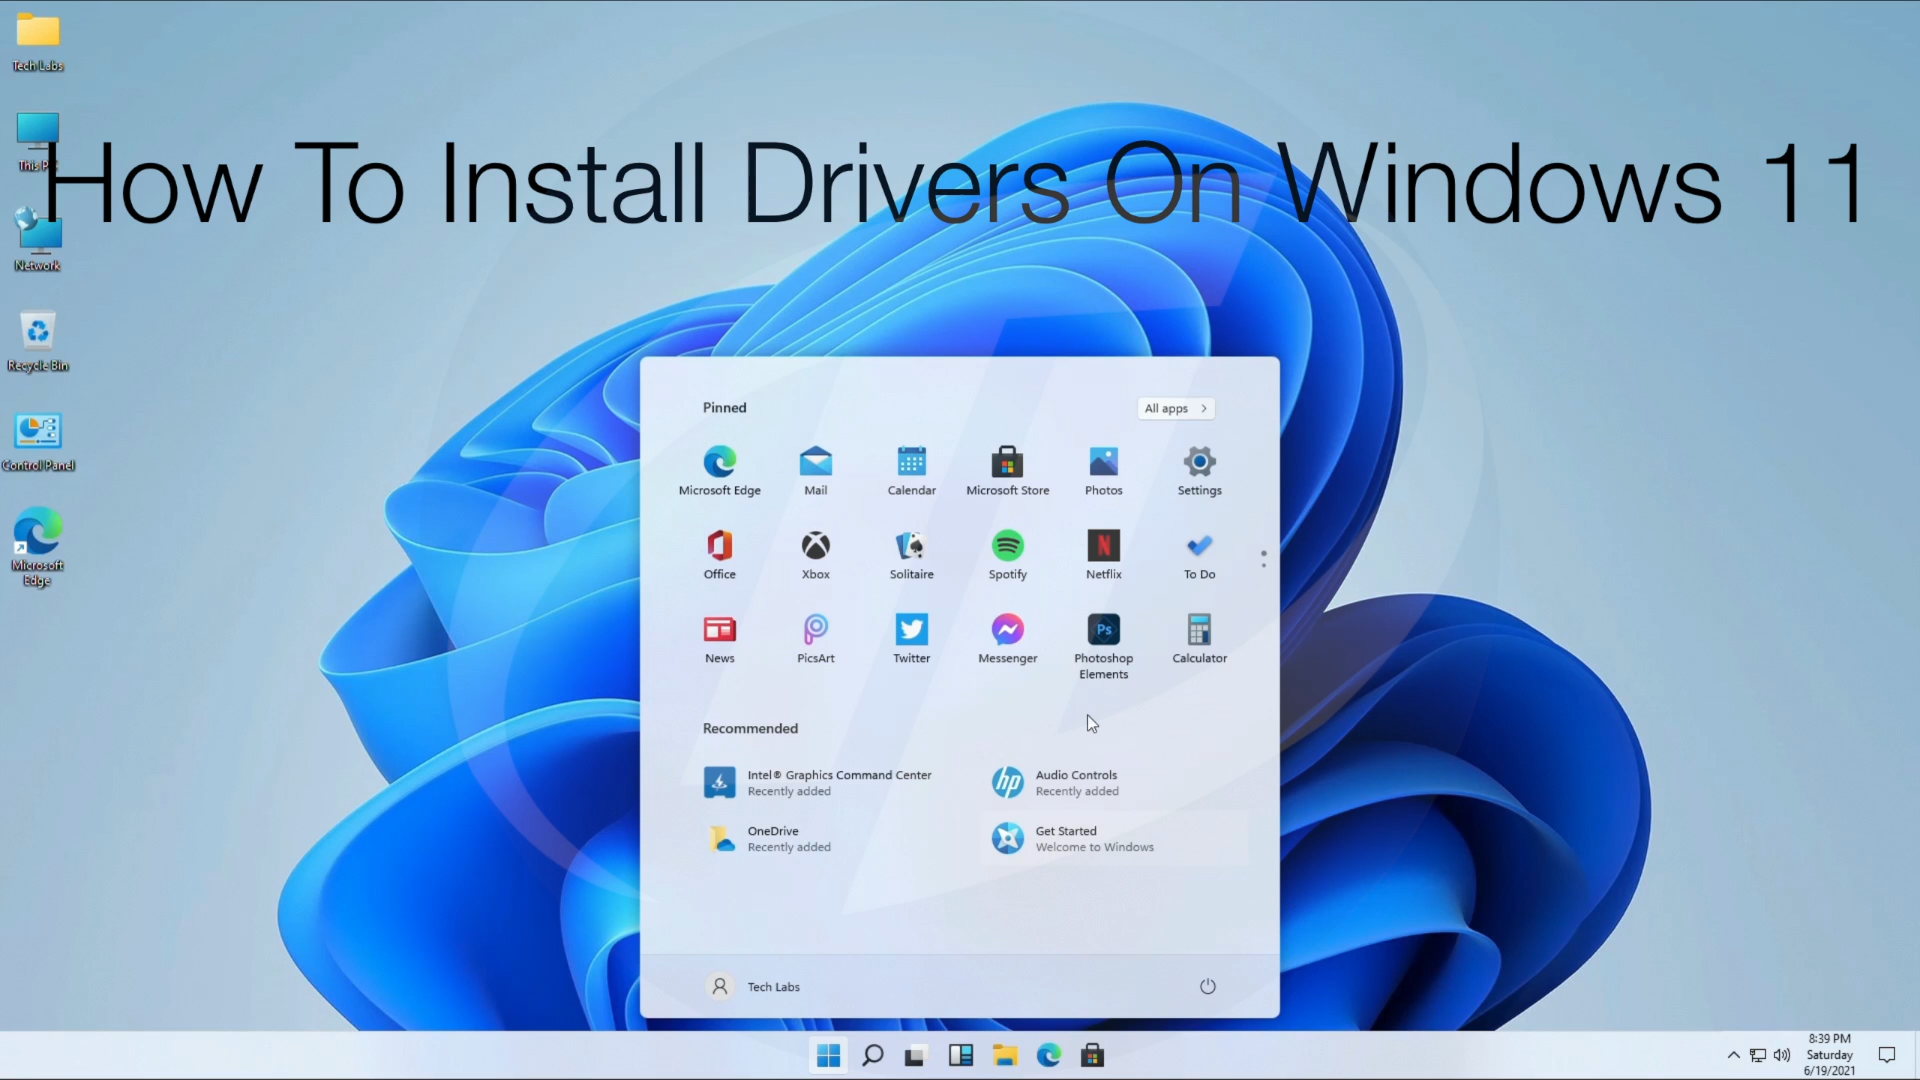 How To Install Drivers On Windows 11
Tech Labs
This P
Network
Recycle Bin
Control Panel
Microsoft
Edge
Pinned
All apps
Microsoft Edge
Mail
Calendar
Microsoft Store
Photos
Settings
Office
Xbox
Solitaire
Spotify
Netflix
To Do
News
PicsArt
Twitter
Messenger
Ps
Photoshop
Elements
Calculator
Recommended
Intel® Graphics Command Center
Recently added
hp
Audio Controls
Recently added
OneDrive
Recently added
Get Started
Welcome to Windows
Tech Labs
8:39 PM
Saturday
6/19/2021